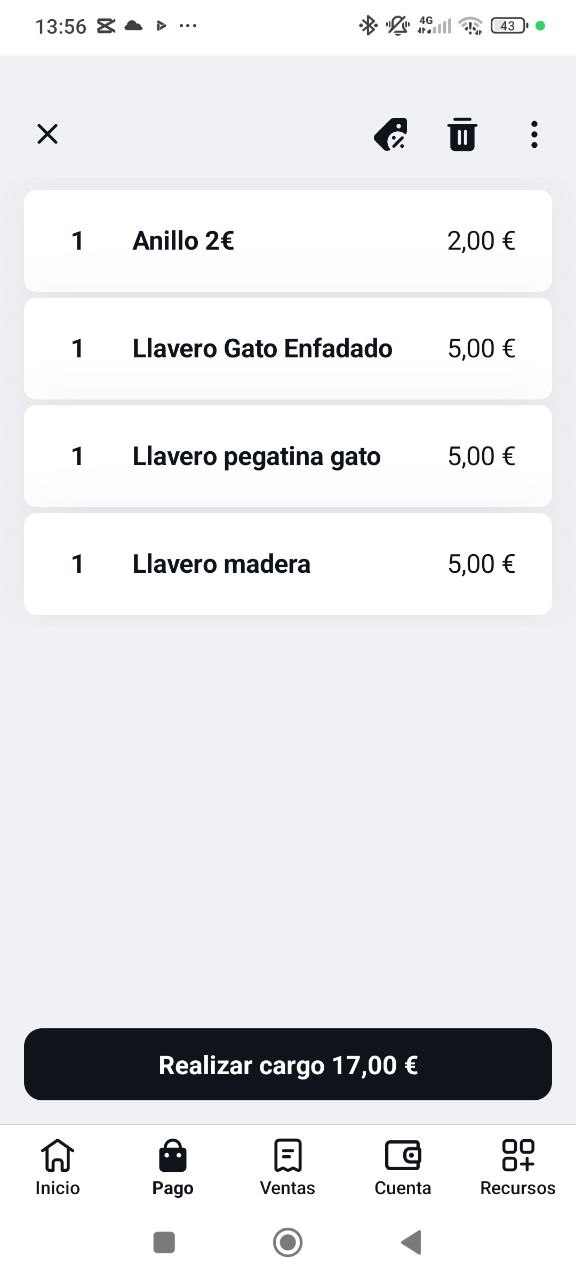 13:56 4G 43
1 Anillo 2€ 2,00 €
1 Llavero Gato Enfadado 5,00 €
1 Llavero pegatina gato 5,00 €
1 Llavero madera 5,00 €
Realizar cargo 17,00 €
Inicio Pago Ventas Cuenta Recursos